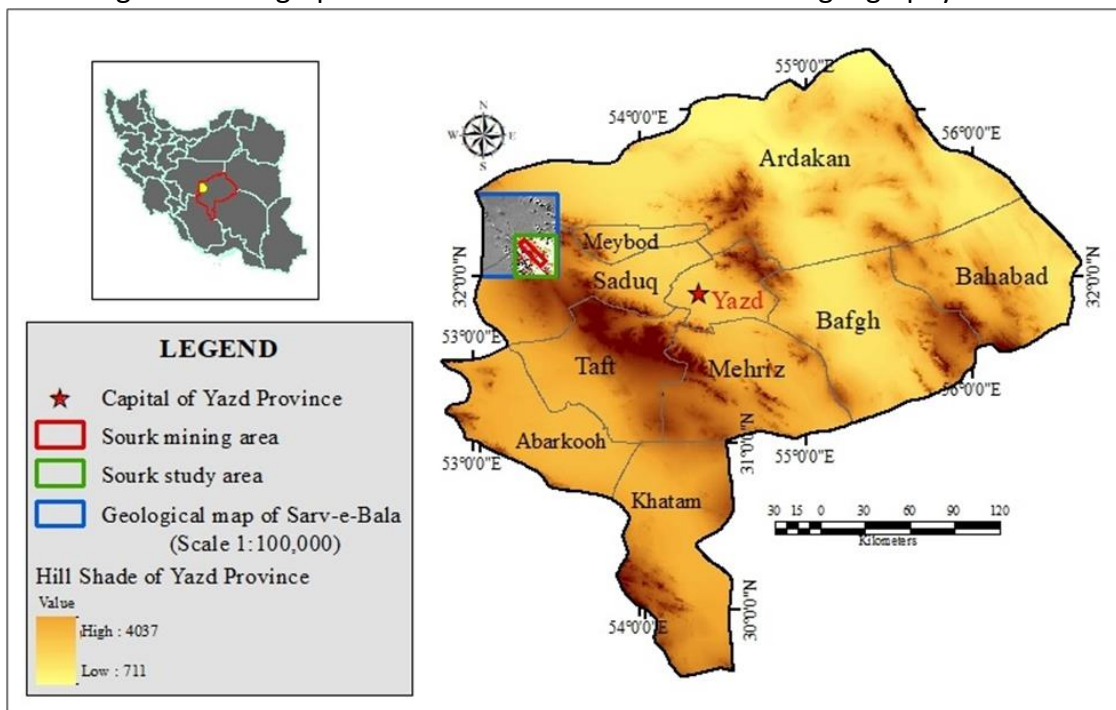 N
W E
S
55°0'0"E
54°0'0"E
56°0'0"E
Ardakan
Meybod
Saduq
Yazd
Bahabad
32°0'0"N
32°0'0"N
Bafgh
53°0'0"E
Taft
Mehriz
56°0'0"E
Abarkooh
53°0'0"E
31°0'0"N
55°0'0"E
Khatam
30 15 0 30 60 90 120
Kilometers
54°0'0"E
30°0'0"N
LEGEND
Capital of Yazd Province
Sourk mining area
Sourk study area
Geological map of Sarv-e-Bala
(Scale 1:100,000)
Hill Shade of Yazd Province
Value
High : 4037
Low : 711